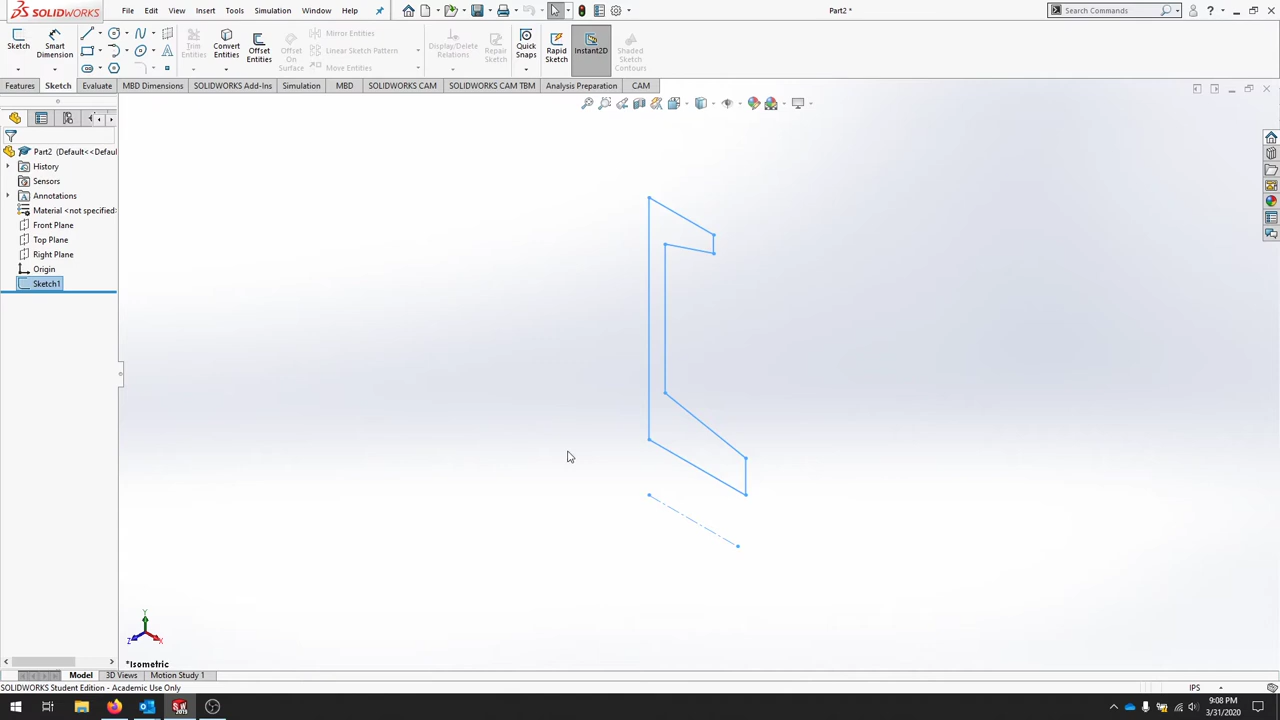 SOLIDWORKS
File Edit View Insert Tools Simulation Window Help
Part2 *
Search Commands
Sketch
Smart Dimension
Trim Entities
Convert Entities
Offset Entities
Offset On Surface
Mirror Entities
Linear Sketch Pattern
Move Entities
Display/Delete Relations
Repair Sketch
Quick Snaps
Rapid Sketch
Instant2D
Shaded Sketch Contours
Features Sketch Evaluate MBD Dimensions SOLIDWORKS Add-Ins Simulation MBD SOLIDWORKS CAM SOLIDWORKS CAM TBM Analysis Preparation CAM
Part2 (Default<<Defau
History
Sensors
Annotations
Material <not specified>
Front Plane
Top Plane
Right Plane
Origin
Sketch1
Y
Z
X
*Isometric
Model 3D Views Motion Study 1
SOLIDWORKS Student Edition - Academic Use Only
IPS
9:08 PM
3/31/2020